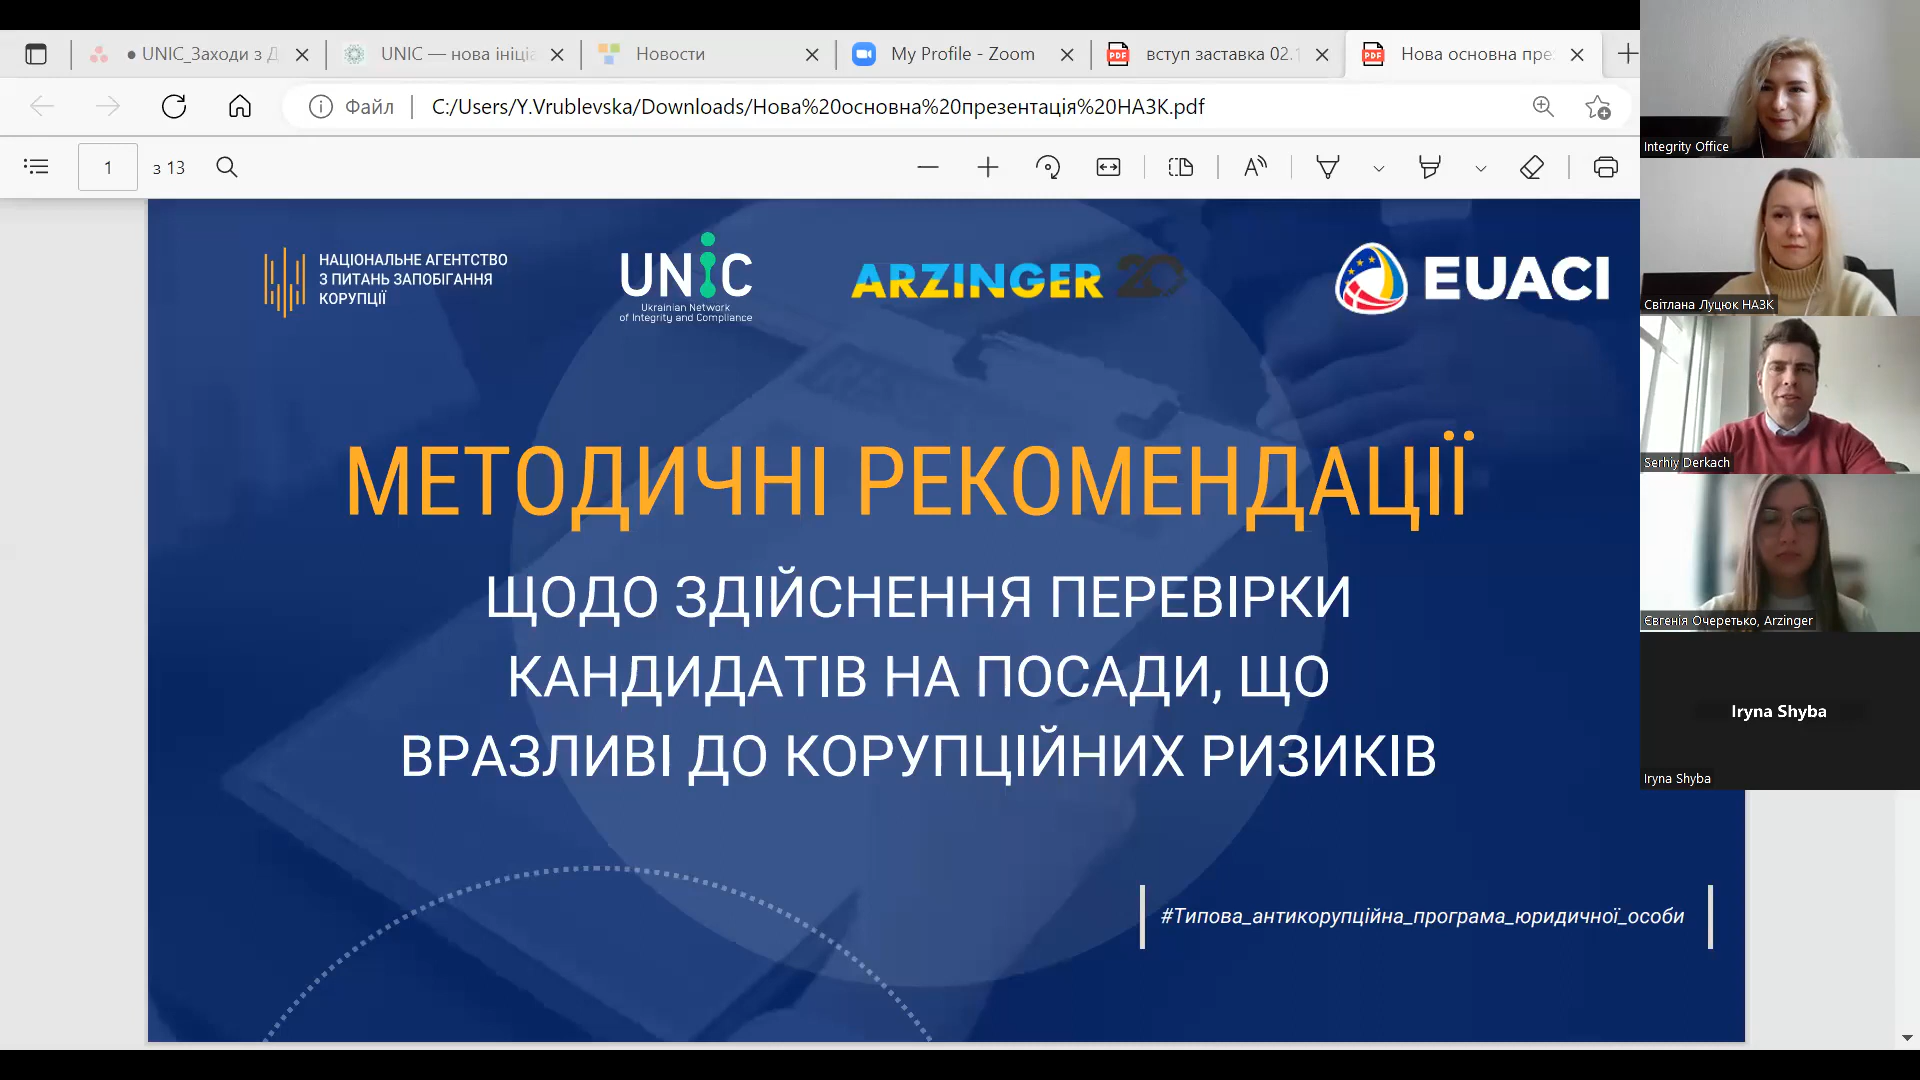 ● UNIC_Заходи з Д
UNIC — нова ініціа
Новости
My Profile - Zoom
вступ заставка 02.1
Нова основна пре
Файл
C:/Users/Y.Vrublevska/Downloads/Нова%20основна%20презентація%20НАЗК.pdf
1
з 13
НАЦІОНАЛЬНЕ АГЕНТСТВО
З ПИТАНЬ ЗАПОБІГАННЯ
КОРУПЦІЇ
UNIC
Ukrainian Network
of Integrity and Compliance
ARZINGER 20
EUACI
МЕТОДИЧНІ РЕКОМЕНДАЦІЇ
ЩОДО ЗДІЙСНЕННЯ ПЕРЕВІРКИ
КАНДИДАТІВ НА ПОСАДИ, ЩО
ВРАЗЛИВІ ДО КОРУПЦІЙНИХ РИЗИКІВ
#Типова_антикорупційна_програма_юридичної_особи
Integrity Office
Світлана Луцюк НАЗК
Serhiy Derkach
Євгенія Очеретько, Arzinger
Iryna Shyba
Iryna Shyba